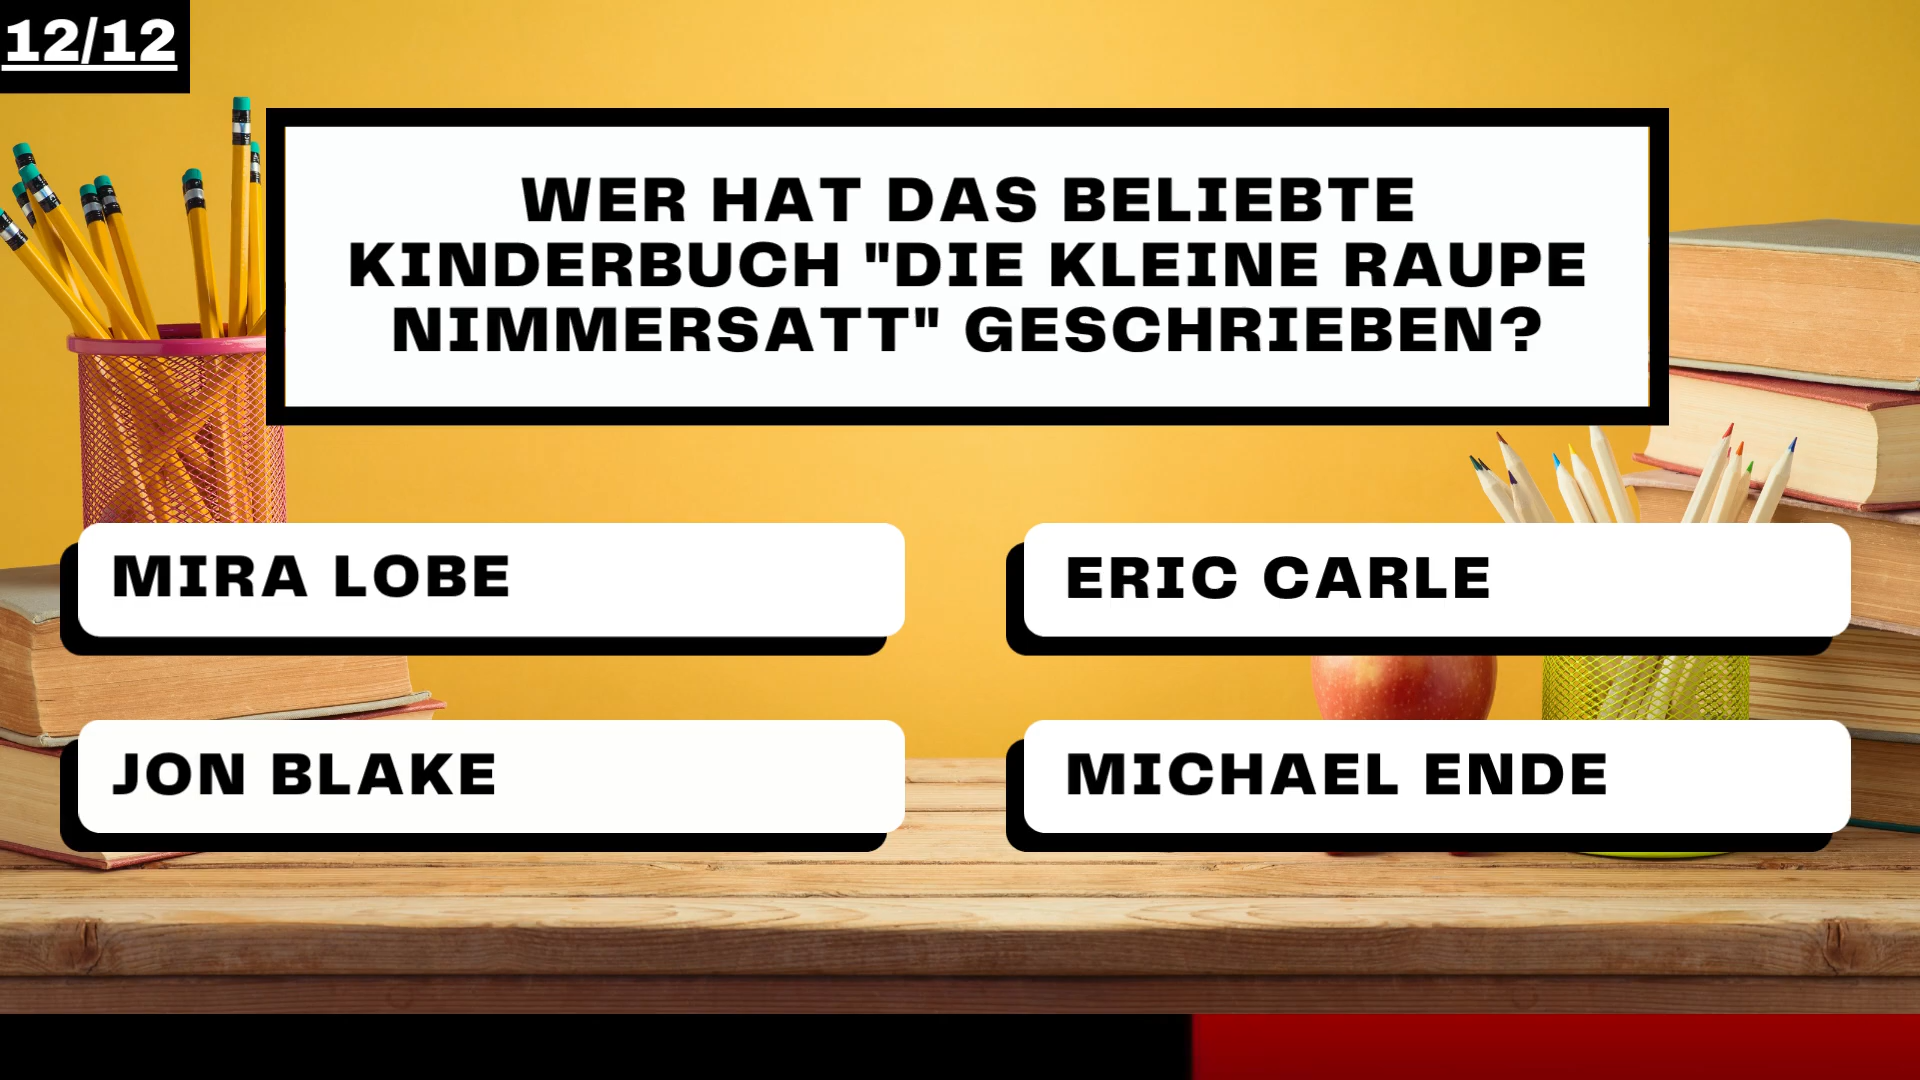 12/12
WER HAT DAS BELIEBTE
KINDERBUCH "DIE KLEINE RAUPE
NIMMERSATT" GESCHRIEBEN?
MIRA LOBE
ERIC CARLE
JON BLAKE
MICHAEL ENDE